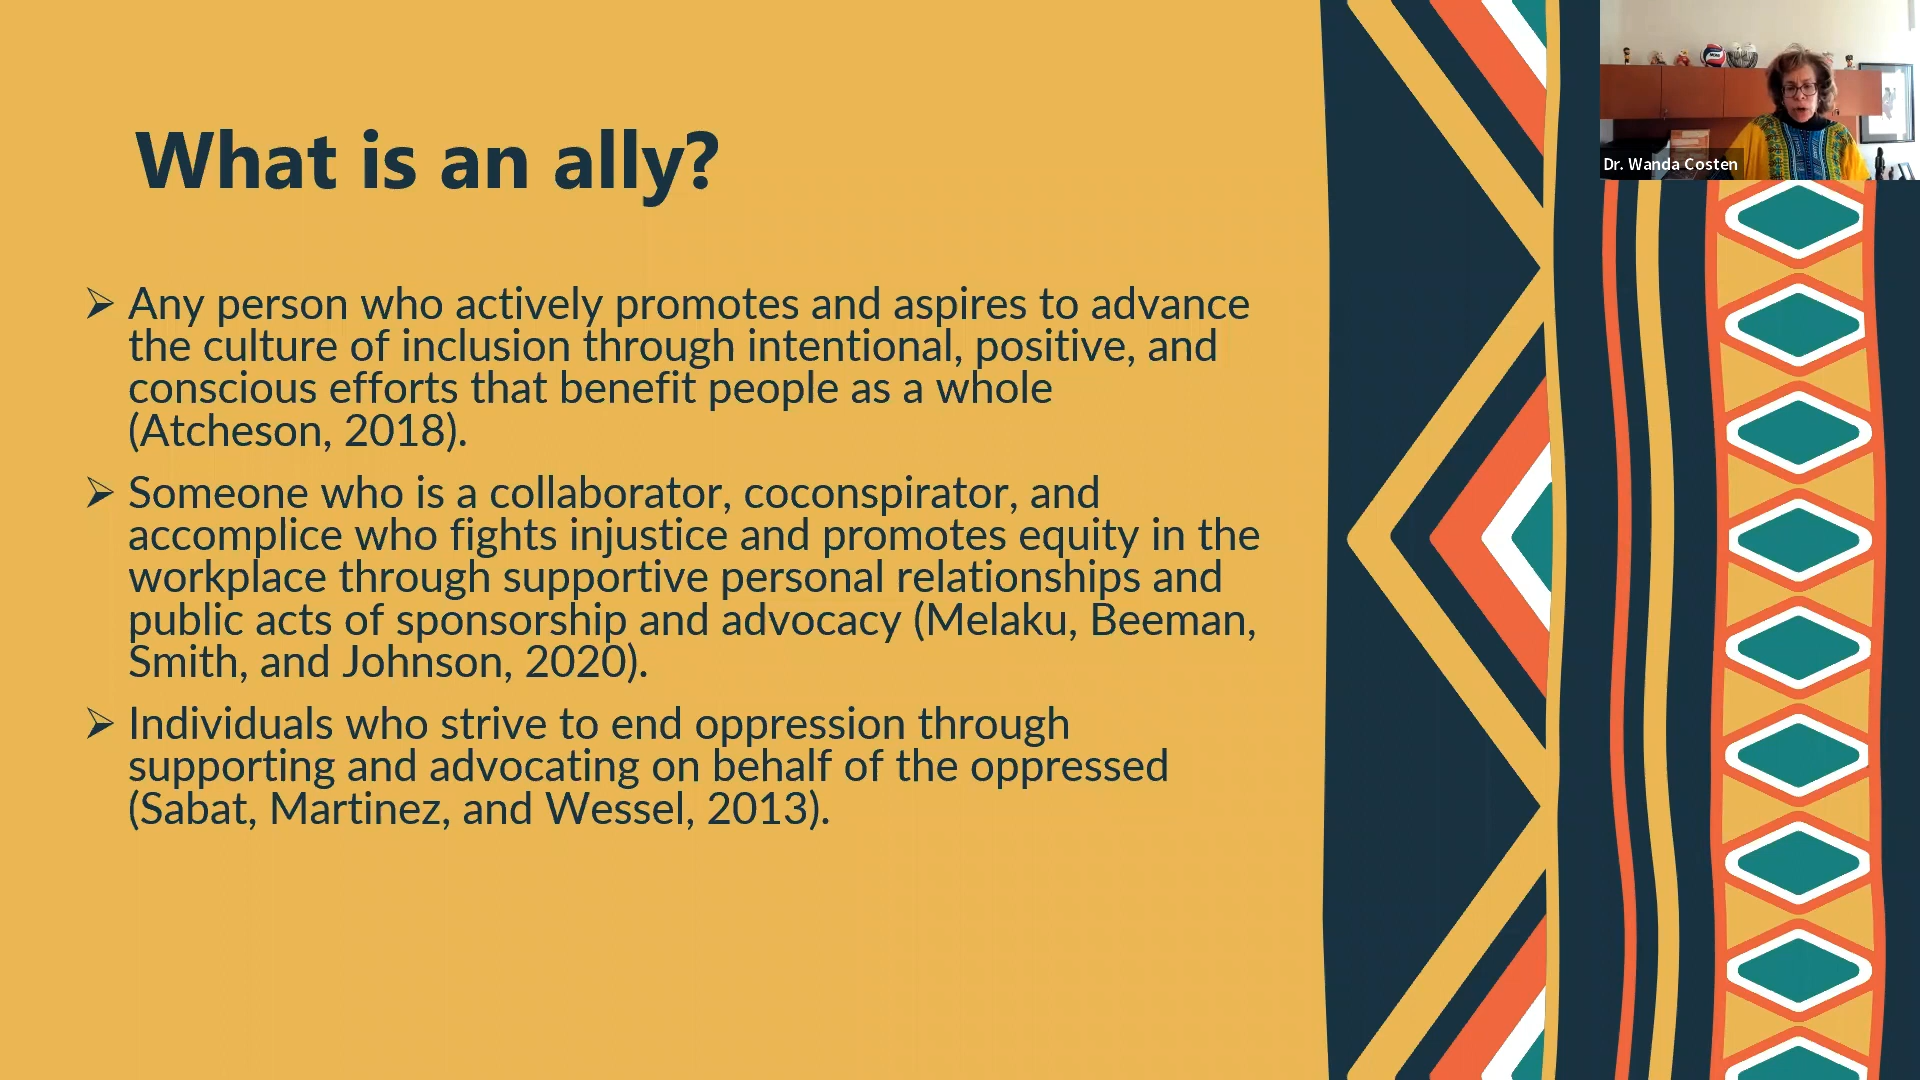 What is an ally?
Dr. Wanda Costen
➢ Any person who actively promotes and aspires to advance
the culture of inclusion through intentional, positive, and
conscious efforts that benefit people as a whole
(Atcheson, 2018).
➢ Someone who is a collaborator, coconspirator, and
accomplice who fights injustice and promotes equity in the
workplace through supportive personal relationships and
public acts of sponsorship and advocacy (Melaku, Beeman,
Smith, and Johnson, 2020).
➢ Individuals who strive to end oppression through
supporting and advocating on behalf of the oppressed
(Sabat, Martinez, and Wessel, 2013).